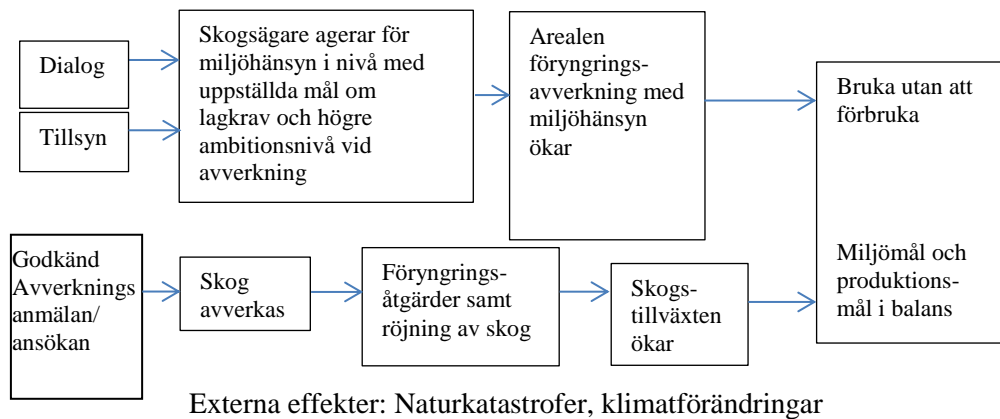 Dialog
Tillsyn
Skogsägare agerar för
miljöhänsyn i nivå med
uppställda mål om
lagkrav och högre
ambitionsnivå vid
avverkning
Arealen
föryngrings-
avverkning med
miljöhänsyn
ökar
Bruka utan att
förbruka
Miljömål och
produktions-
mål i balans
Godkänd
Avverknings
anmälan/
ansökan
Skog
avverkas
Föryngrings-
åtgärder samt
röjning av skog
Skogs-
tillväxten
ökar
Externa effekter: Naturkatastrofer, klimatförändringar